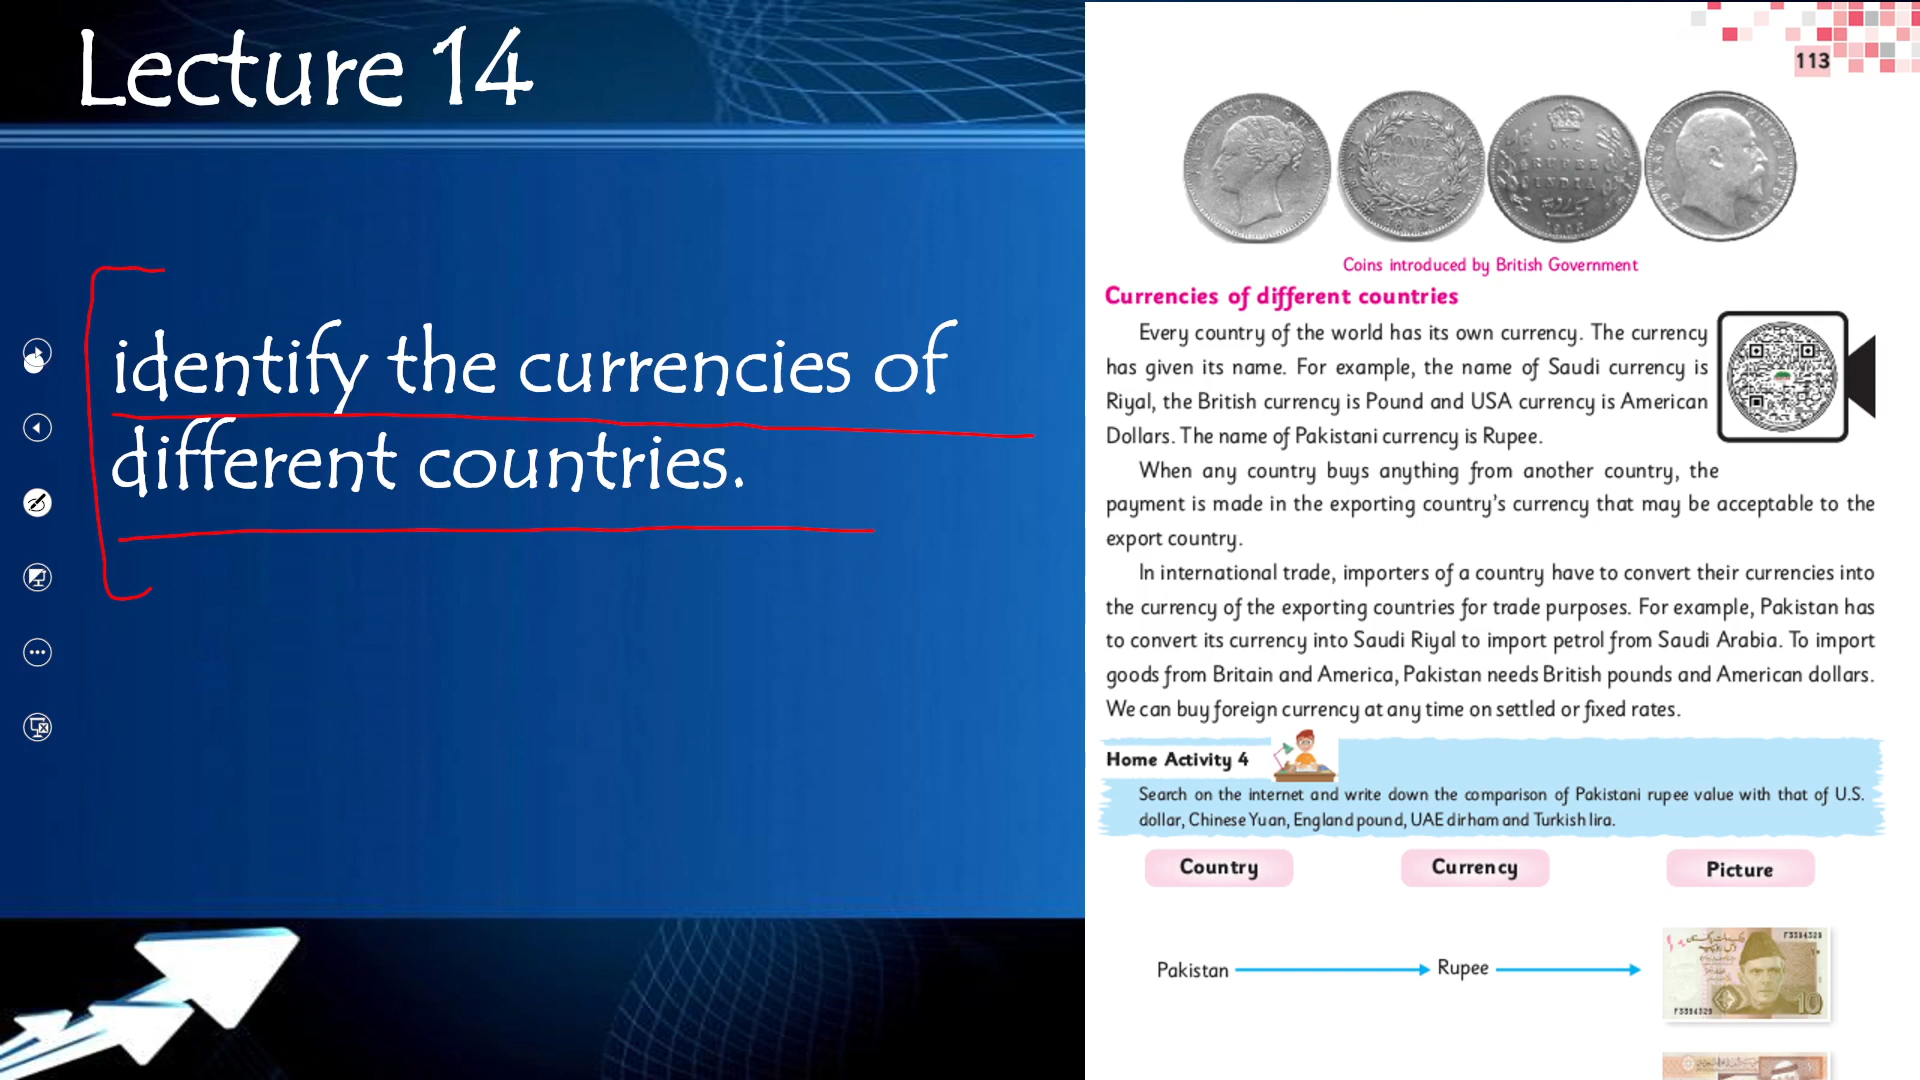 Lecture 14
identify the currencies of
different countries.
113
VICTORIA QUEEN
ONE
RUPEE
INDIA
ONE
RUPEE
INDIA
Coins introduced by British Government
Currencies of different countries
Every country of the world has its own currency. The currency
has given its name. For example, the name of Saudi currency is
Riyal, the British currency is Pound and USA currency is American
Dollars. The name of Pakistani currency is Rupee.
When any country buys anything from another country, the
payment is made in the exporting country's currency that may be acceptable to the
export country.
In international trade, importers of a country have to convert their currencies into
the currency of the exporting countries for trade purposes. For example, Pakistan has
to convert its currency into Saudi Riyal to import petrol from Saudi Arabia. To import
goods from Britain and America, Pakistan needs British pounds and American dollars.
We can buy foreign currency at any time on settled or fixed rates.
Home Activity 4
Search on the internet and write down the comparison of Pakistani rupee value with that of U.S.
dollar, Chinese Yuan, England pound, UAE dirham and Turkish lira.
Country Currency Picture
Pakistan Rupee
10